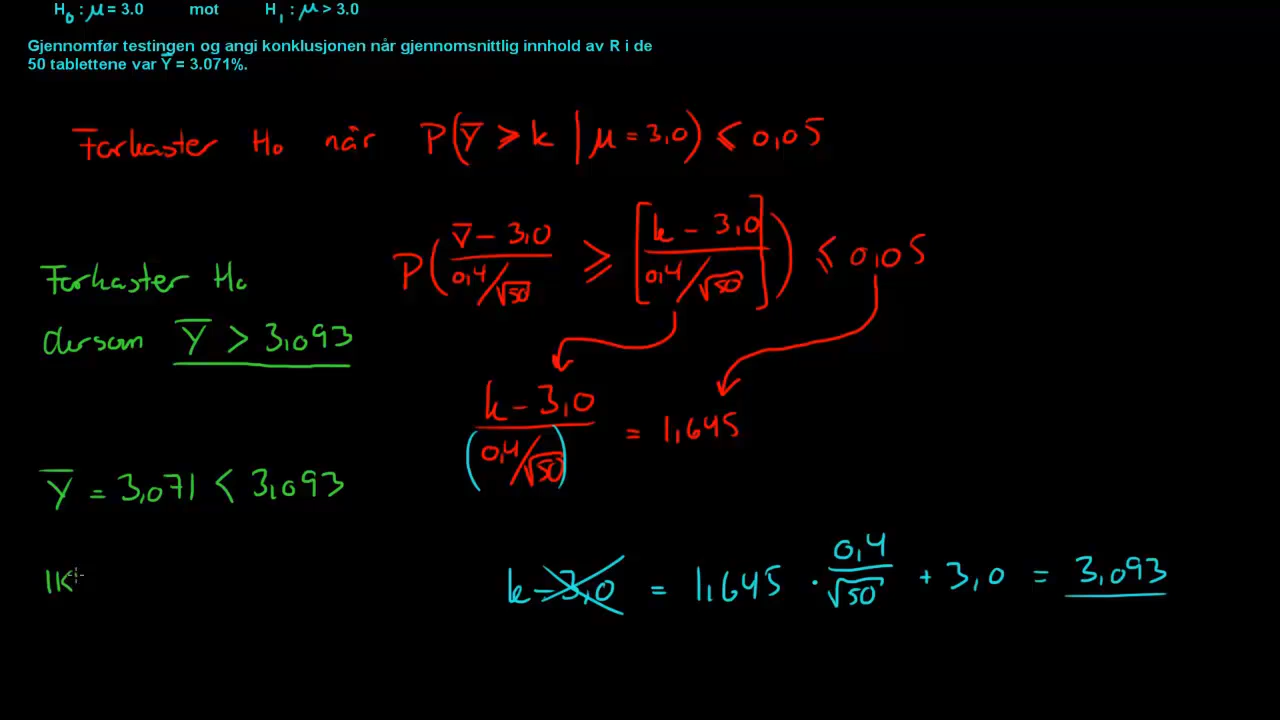 H₀ : μ = 3.0 mot H₁ : μ > 3.0
Gjennomfør testingen og angi konklusjonen når gjennomsnittlig innhold av R i de
50 tablettene var Ȳ = 3.071%.
Forkaster H₀ når P(Ȳ > k | μ = 3,0) ≤ 0,05
P( (Ȳ - 3,0) / (0,4/√50) ≥ [ (k - 3,0) / (0,4/√50) ] ) ≤ 0,05
Forkaster H₀
dersom Ȳ > 3,093
(k - 3,0) / (0,4/√50) = 1,645
Ȳ = 3,071 < 3,093
k - 3,0 = 1,645 · 0,4/√50 + 3,0 = 3,093
IK